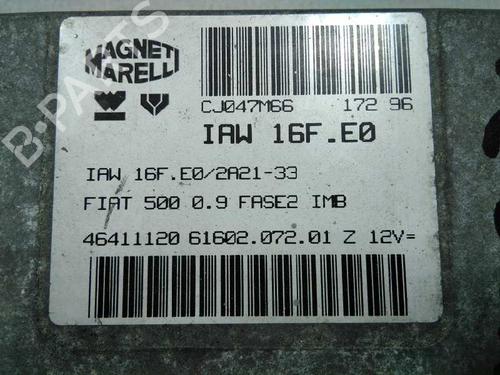 MAGNETI
MARELLI
CJ047M66 172 96
IAW 16F.E0
IAW 16F.E0/2A21-33
FIAT 500 0.9 FASE2 IMB
46411120 61602.072.01 Z 12V=
B-PARTS